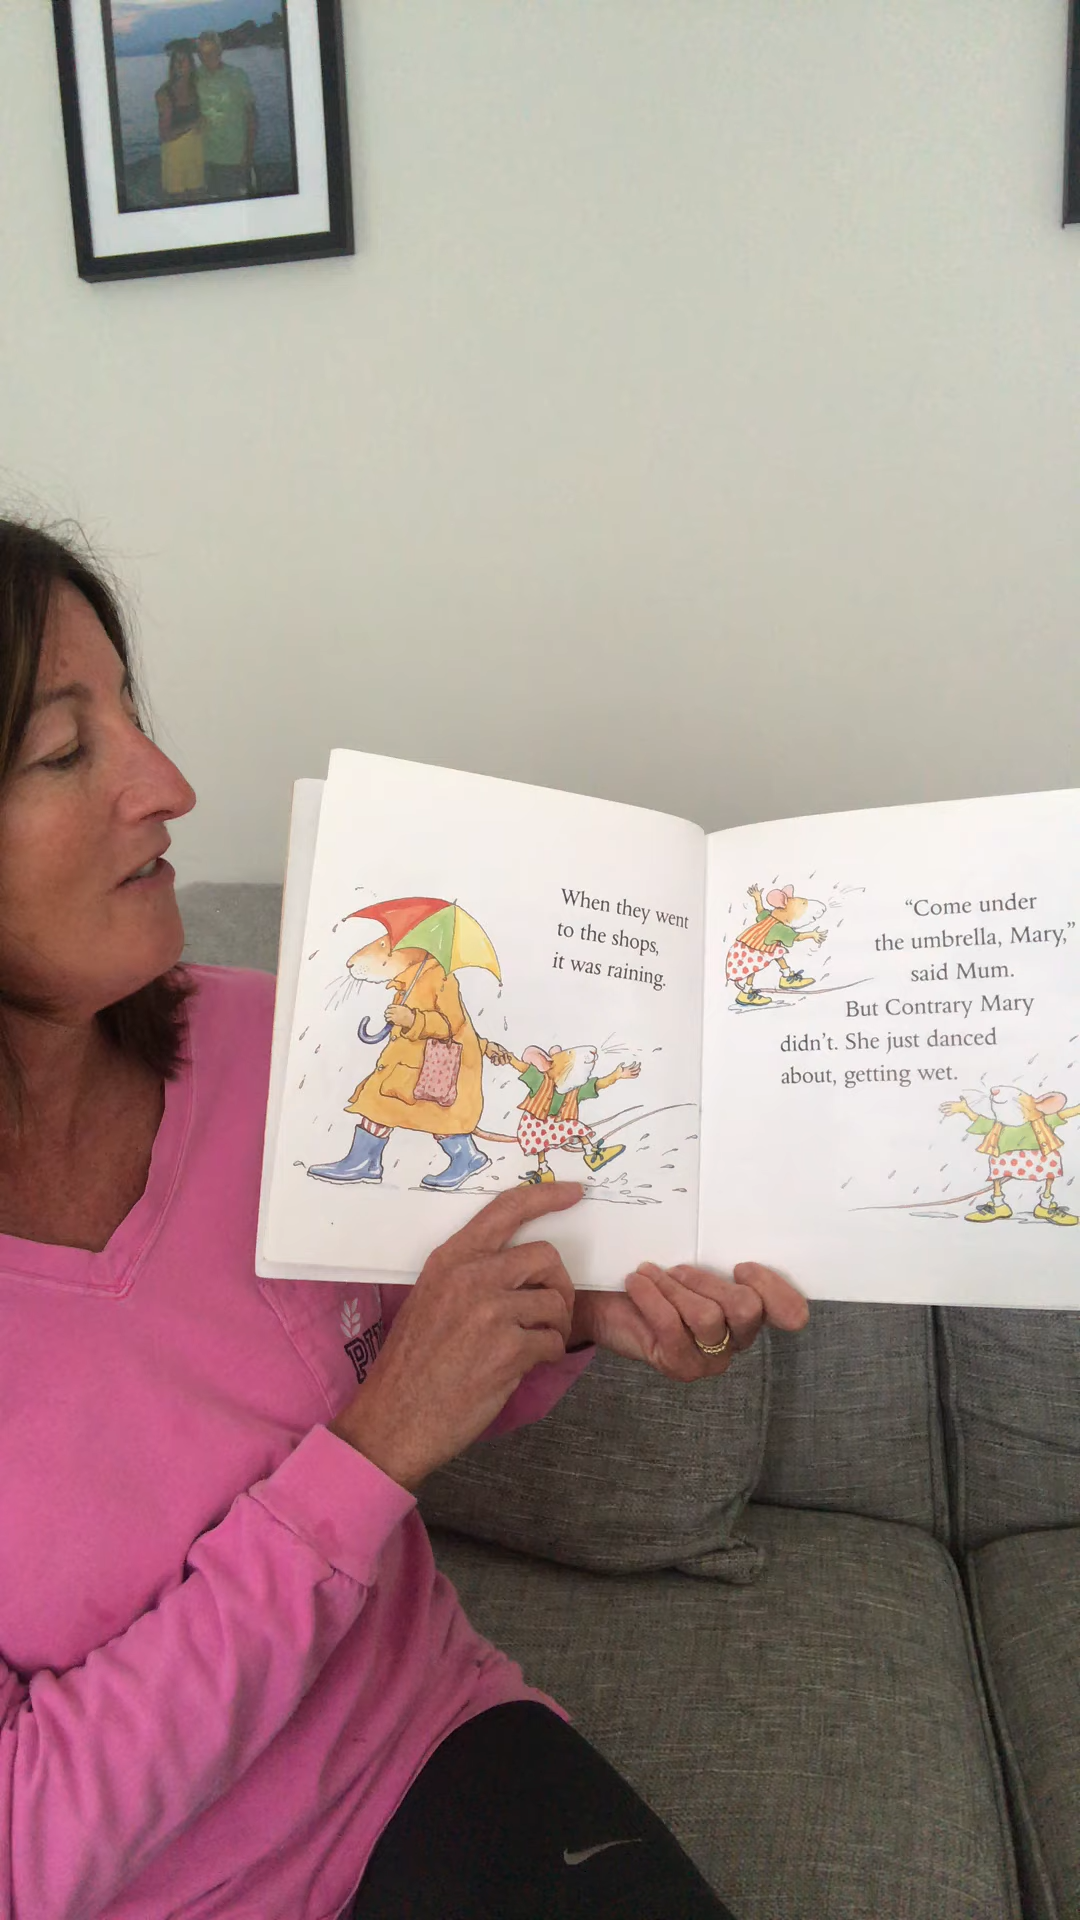 When they went
to the shops,
it was raining.
“Come under
the umbrella, Mary,”
said Mum.
But Contrary Mary
didn’t. She just danced
about, getting wet.